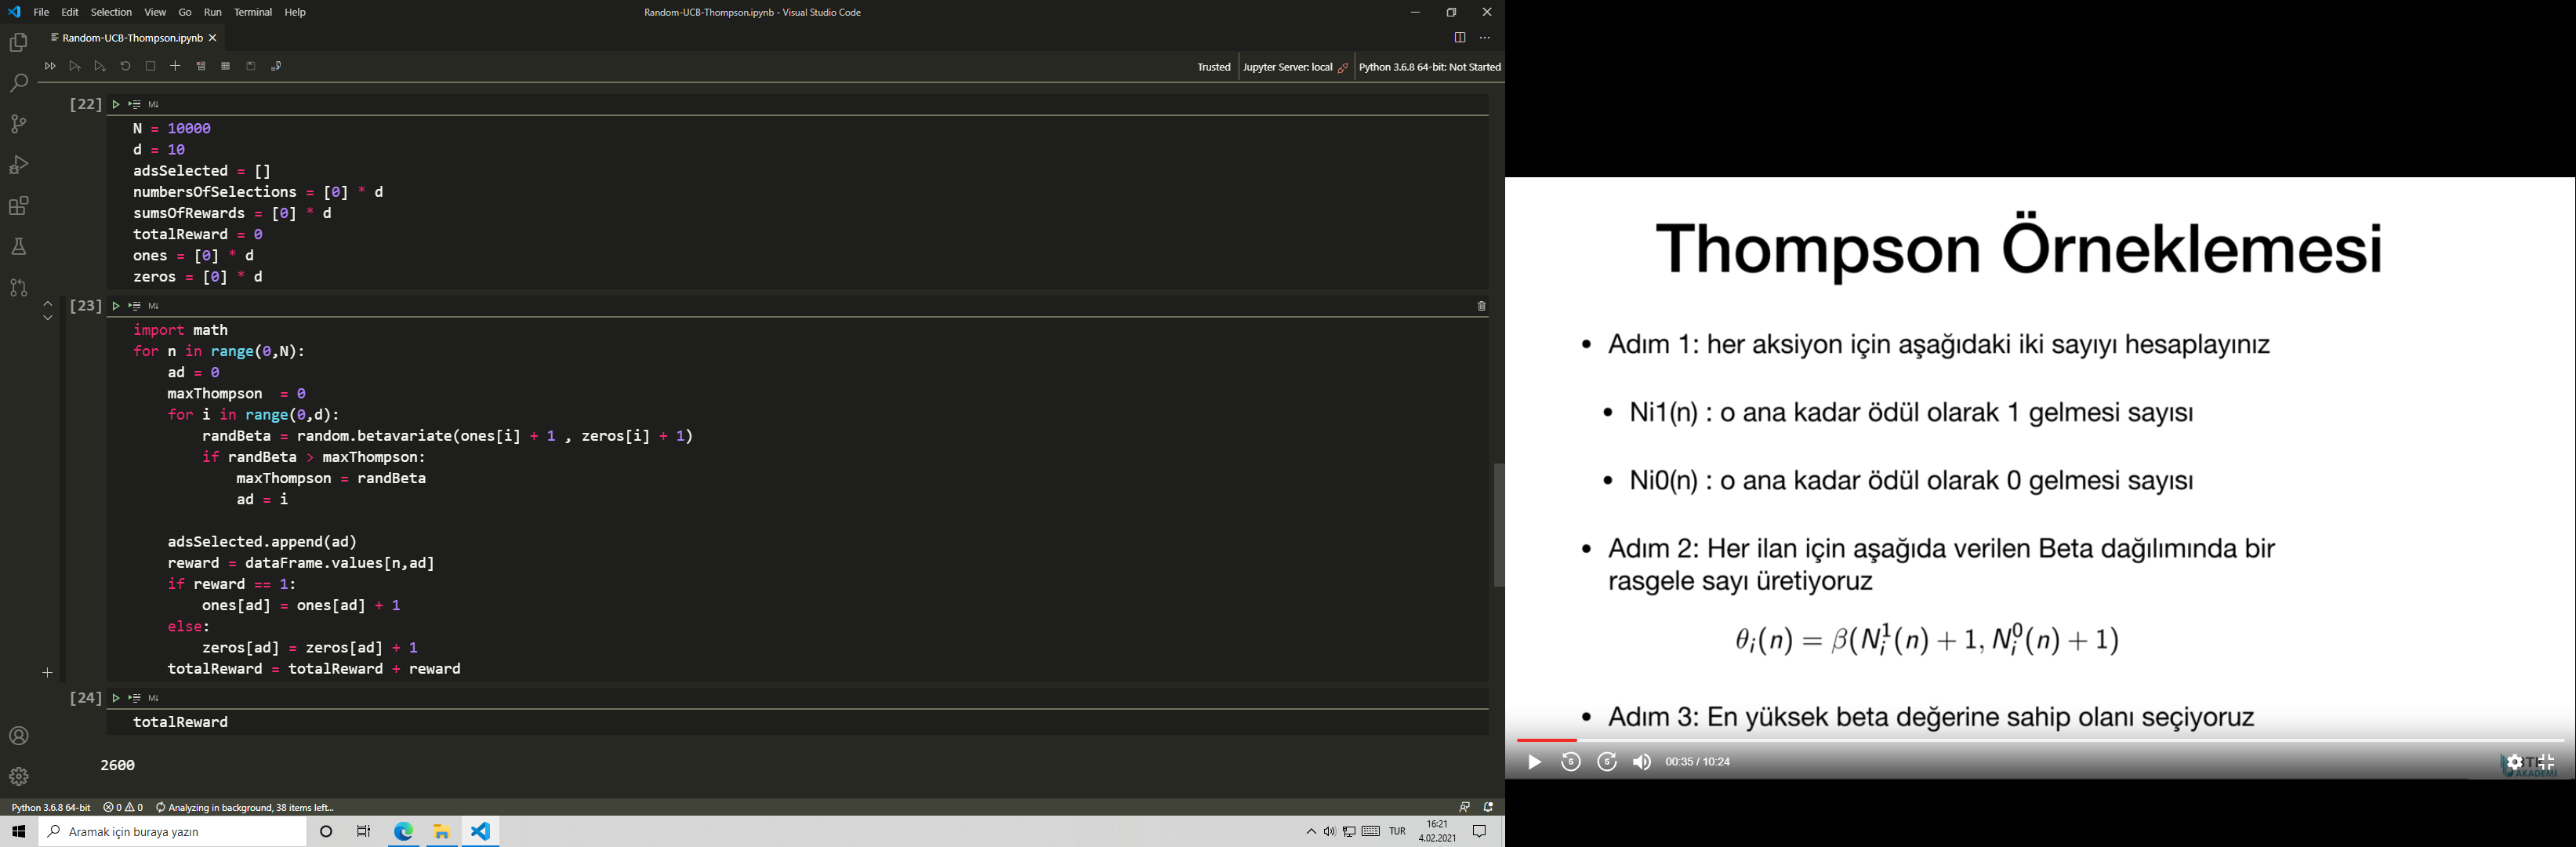 File Edit Selection View Go Run Terminal Help
Random-UCB-Thompson.ipynb - Visual Studio Code
Random-UCB-Thompson.ipynb
Trusted
Jupyter Server: local
Python 3.6.8 64-bit: Not Started
[22]
M↓
N = 10000
d = 10
adsSelected = []
numbersOfSelections = [0] * d
sumsOfRewards = [0] * d
totalReward = 0
ones = [0] * d
zeros = [0] * d
[23]
M↓
import math
for n in range(0,N):
    ad = 0
    maxThompson  = 0
    for i in range(0,d):
        randBeta = random.betavariate(ones[i] + 1 , zeros[i] + 1)
        if randBeta > maxThompson:
            maxThompson = randBeta
            ad = i
    adsSelected.append(ad)
    reward = dataFrame.values[n,ad]
    if reward == 1:
        ones[ad] = ones[ad] + 1
    else:
        zeros[ad] = zeros[ad] + 1
    totalReward = totalReward + reward
[24]
M↓
totalReward
2600
Python 3.6.8 64-bit
0 0
Analyzing in background, 38 items left...
Aramak için buraya yazın
TUR
16:21
4.02.2021
Thompson Örneklemesi
• Adım 1: her aksiyon için aşağıdaki iki sayıyı hesaplayınız
• Ni1(n) : o ana kadar ödül olarak 1 gelmesi sayısı
• Ni0(n) : o ana kadar ödül olarak 0 gelmesi sayısı
• Adım 2: Her ilan için aşağıda verilen Beta dağılımında bir
rasgele sayı üretiyoruz
θᵢ(n) = β(Nᵢ¹(n) + 1, Nᵢ⁰(n) + 1)
• Adım 3: En yüksek beta değerine sahip olanı seçiyoruz
5
5
00:35 / 10:24
AKADEMİ